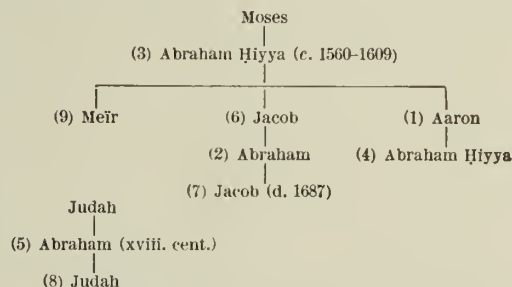 Moses
(3) Abraham Ḥiyya (c. 1560–1609)
(9) Meïr (6) Jacob (1) Aaron
(2) Abraham (4) Abraham Ḥiyya
(7) Jacob (d. 1687)
Judah
(5) Abraham (xviii. cent.)
(8) Judah